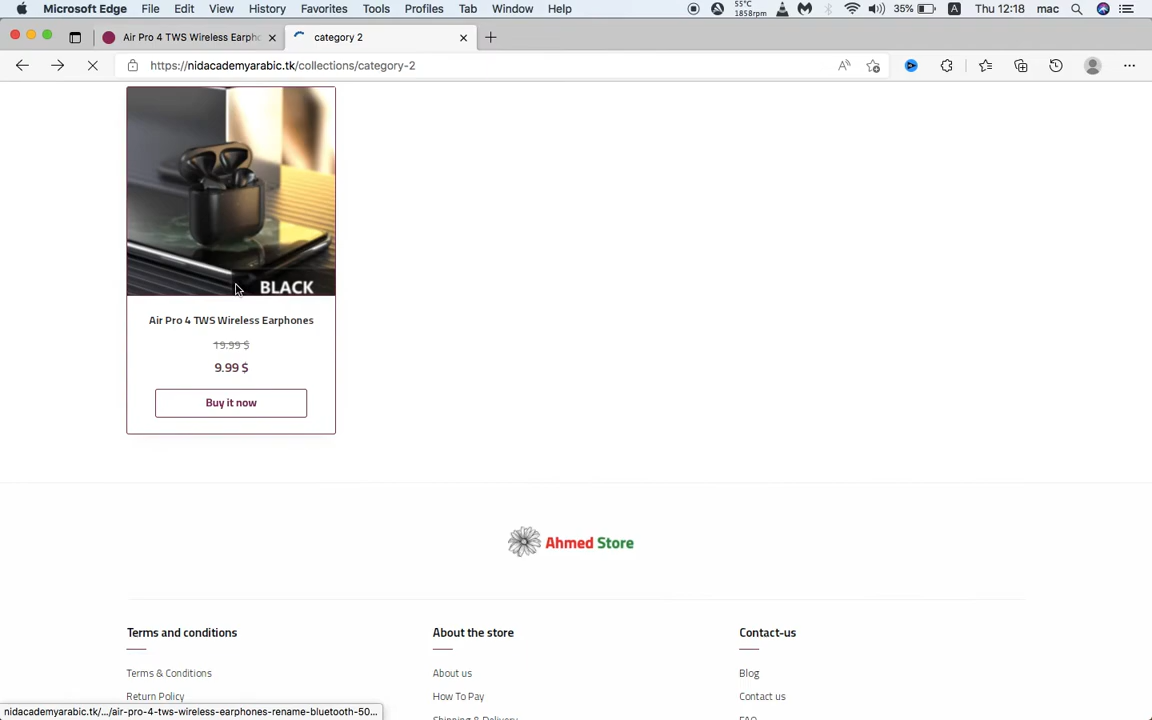 Microsoft Edge File Edit View History Favorites Tools Profiles Tab Window Help 55°C 1858rpm 35% A Thu 12:18 mac
Air Pro 4 TWS Wireless Earph
category 2
https://nidacademyarabic.tk/collections/category-2
BLACK
Air Pro 4 TWS Wireless Earphones
19.99 $
9.99 $
Buy it now
Ahmed Store
Terms and conditions About the store Contact-us
Terms & Conditions About us Blog
Return Policy How To Pay Contact us
Shipping & Delivery FAQ
nidacademyarabic.tk/.../air-pro-4-tws-wireless-earphones-rename-bluetooth-50...